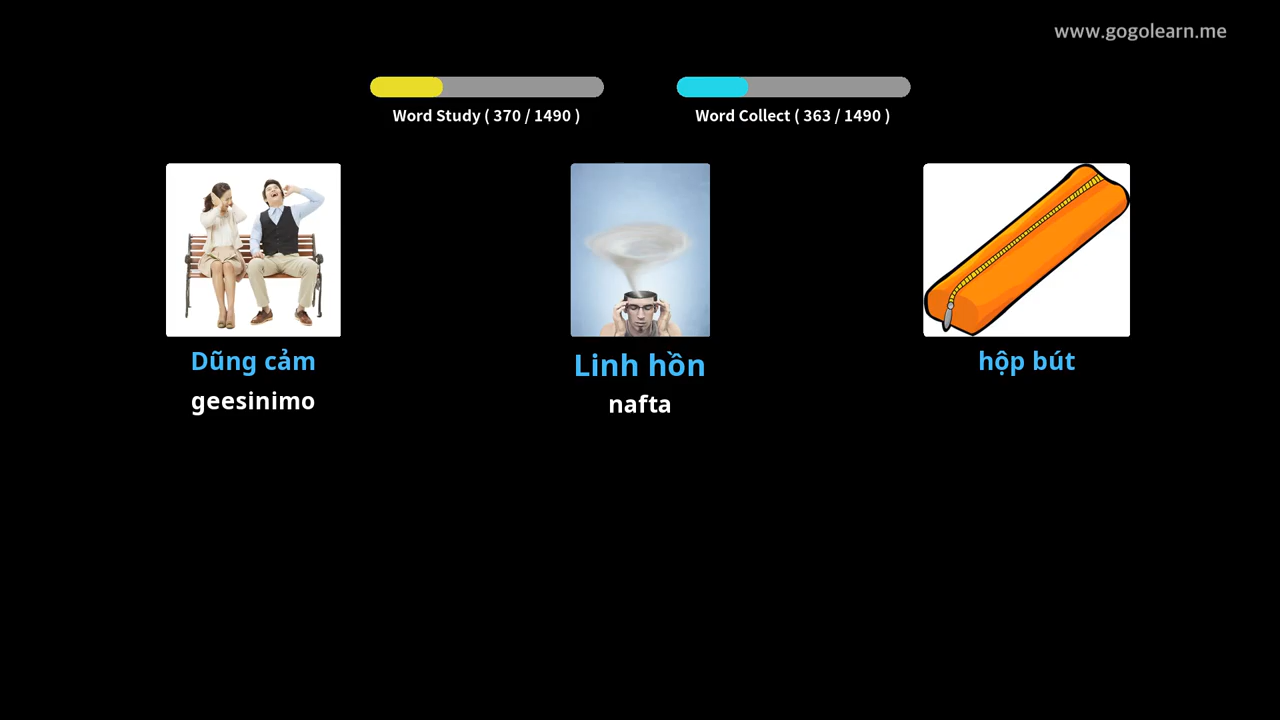 www.gogolearn.me
Word Study ( 370 / 1490 )
Word Collect ( 363 / 1490 )
Dũng cảm
geesinimo
Linh hồn
nafta
hộp bút